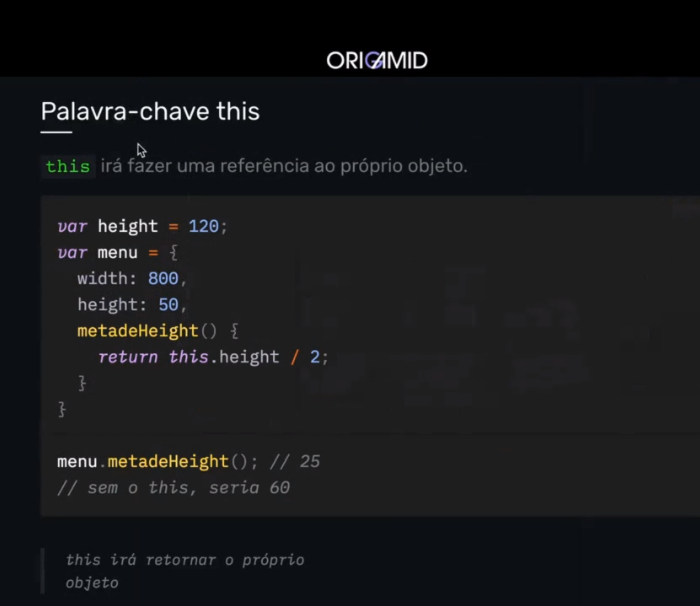 ORIGAMID
Palavra-chave this
this irá fazer uma referência ao próprio objeto.
var height = 120;
var menu = {
  width: 800,
  height: 50,
  metadeHeight() {
    return this.height / 2;
  }
}
menu.metadeHeight(); // 25
// sem o this, seria 60
this irá retornar o próprio
objeto